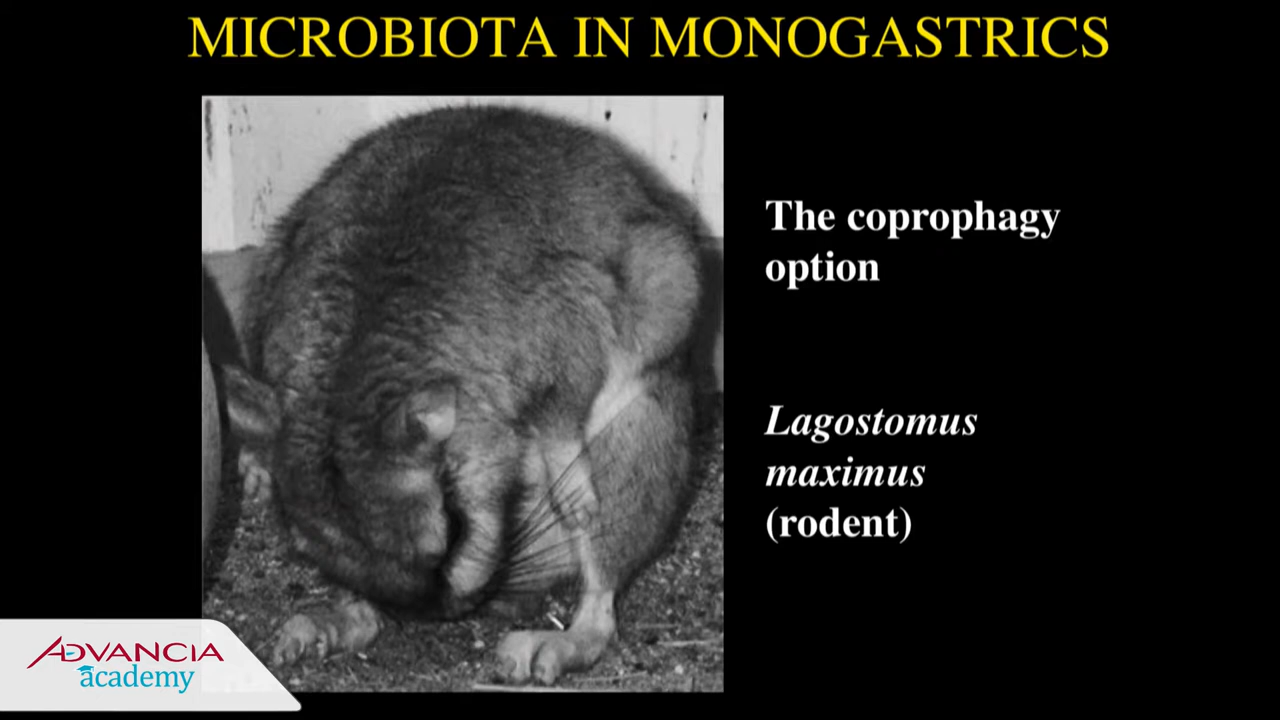 MICROBIOTA IN MONOGASTRICS
The coprophagy
option
Lagostomus
maximus
(rodent)
ADVANCIA
academy